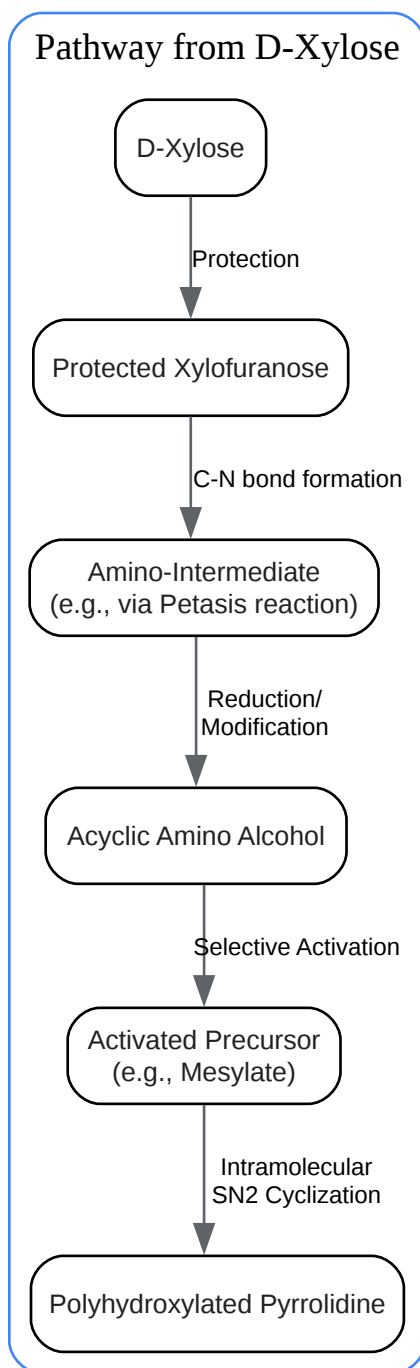 Pathway from D-Xylose
D-Xylose
Protection
Protected Xylofuranose
C-N bond formation
Amino-Intermediate
(e.g., via Petasis reaction)
Reduction/
Modification
Acyclic Amino Alcohol
Selective Activation
Activated Precursor
(e.g., Mesylate)
Intramolecular
SN2 Cyclization
Polyhydroxylated Pyrrolidine